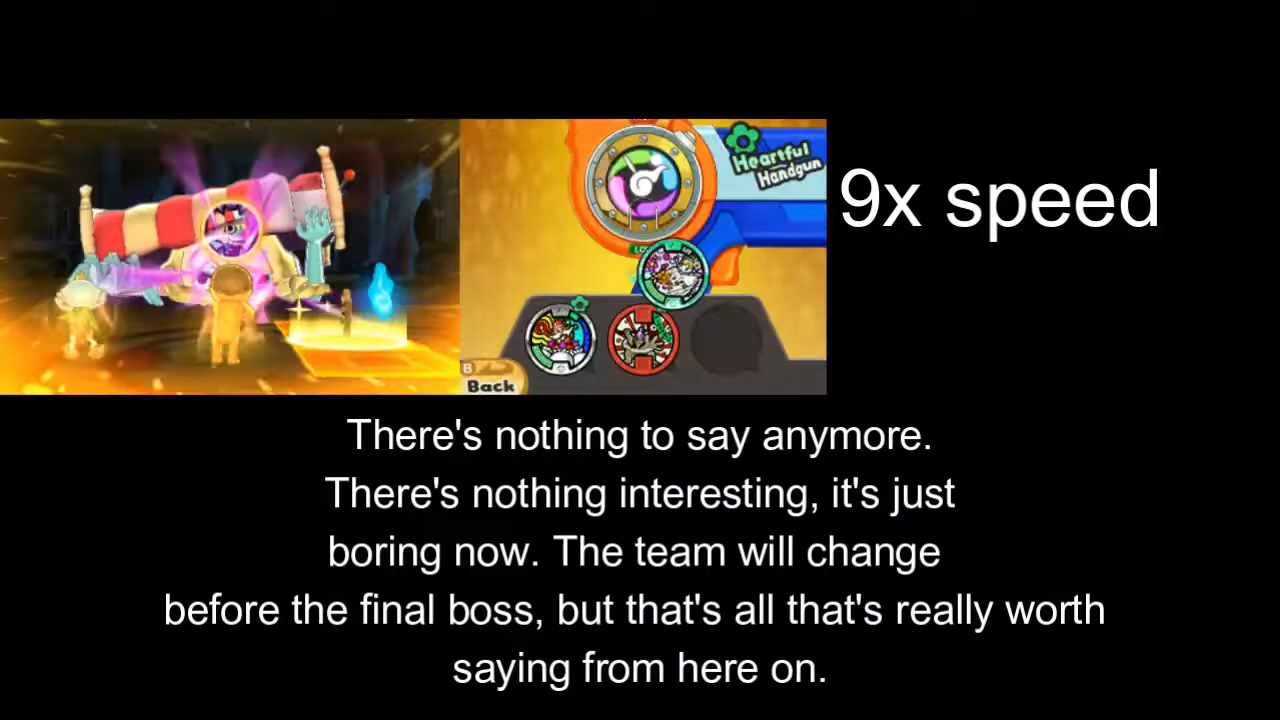 Heartful
Handgun
9x speed
B
Back
There's nothing to say anymore.
There's nothing interesting, it's just
boring now. The team will change
before the final boss, but that's all that's really worth
saying from here on.